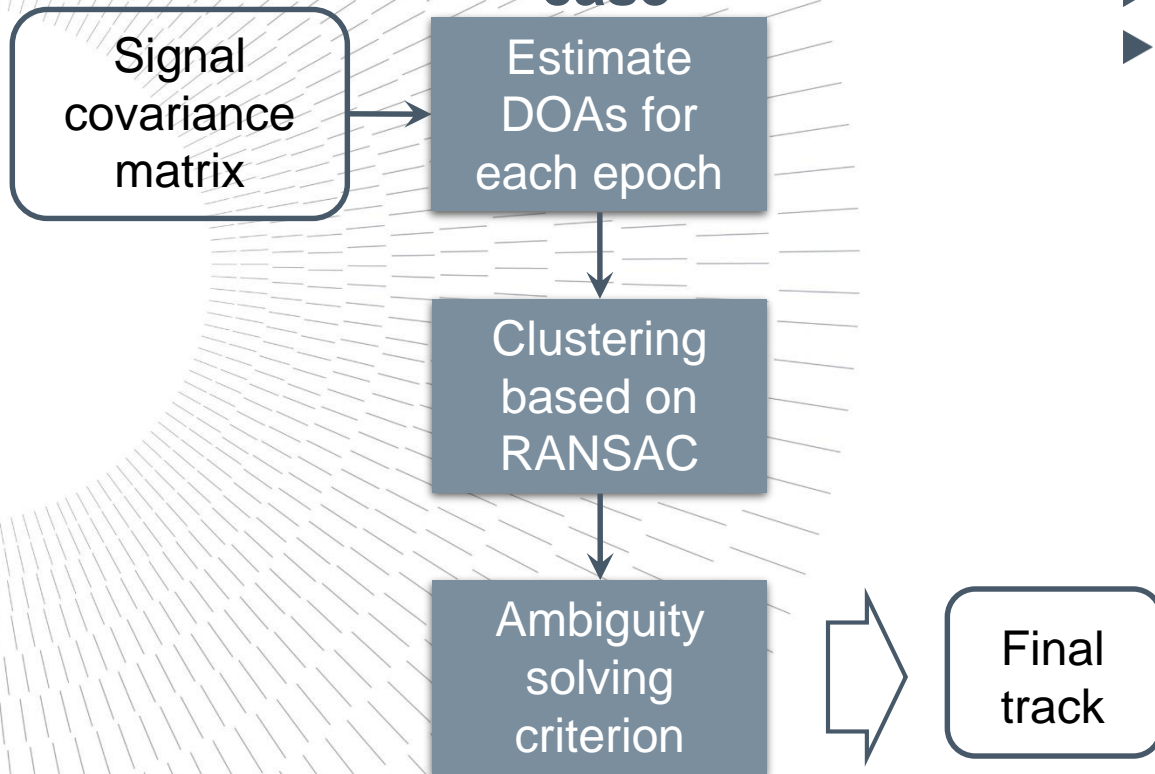 Signal
covariance
matrix
Estimate
DOAs for
each epoch
Clustering
based on
RANSAC
Ambiguity
solving
criterion
Final
track